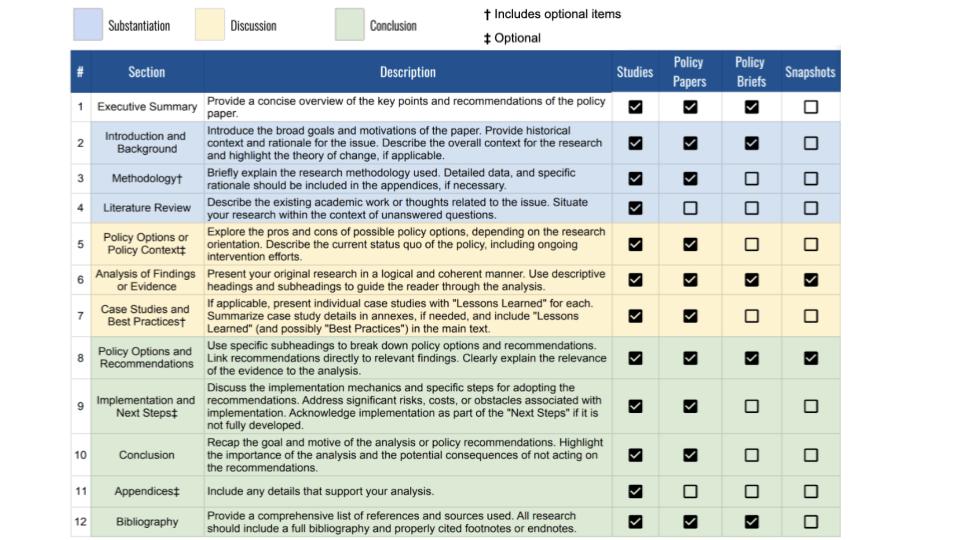 Substantiation
Discussion
Conclusion
† Includes optional items
‡ Optional
# Section Description Studies Policy Papers Policy Briefs Snapshots
1 Executive Summary
Provide a concise overview of the key points and recommendations of the policy
paper.
2 Introduction and
Background
Introduce the broad goals and motivations of the paper. Provide historical
context and rationale for the issue. Describe the overall context for the research
and highlight the theory of change, if applicable.
3 Methodology†
Briefly explain the research methodology used. Detailed data, and specific
rationale should be included in the appendices, if necessary.
4 Literature Review
Describe the existing academic work or thoughts related to the issue. Situate
your research within the context of unanswered questions.
5 Policy Options or
Policy Context‡
Explore the pros and cons of possible policy options, depending on the research
orientation. Describe the current status quo of the policy, including ongoing
intervention efforts.
6 Analysis of Findings
or Evidence
Present your original research in a logical and coherent manner. Use descriptive
headings and subheadings to guide the reader through the analysis.
7 Case Studies and
Best Practices†
If applicable, present individual case studies with "Lessons Learned" for each.
Summarize case study details in annexes, if needed, and include "Lessons
Learned" (and possibly "Best Practices") in the main text.
8 Policy Options and
Recommendations
Use specific subheadings to break down policy options and recommendations.
Link recommendations directly to relevant findings. Clearly explain the relevance
of the evidence to the analysis.
9 Implementation and
Next Steps‡
Discuss the implementation mechanics and specific steps for adopting the
recommendations. Address significant risks, costs, or obstacles associated with
implementation. Acknowledge implementation as part of the "Next Steps" if it is
not fully developed.
10 Conclusion
Recap the goal and motive of the analysis or policy recommendations. Highlight
the importance of the analysis and the potential consequences of not acting on
the recommendations.
11 Appendices‡
Include any details that support your analysis.
12 Bibliography
Provide a comprehensive list of references and sources used. All research
should include a full bibliography and properly cited footnotes or endnotes.